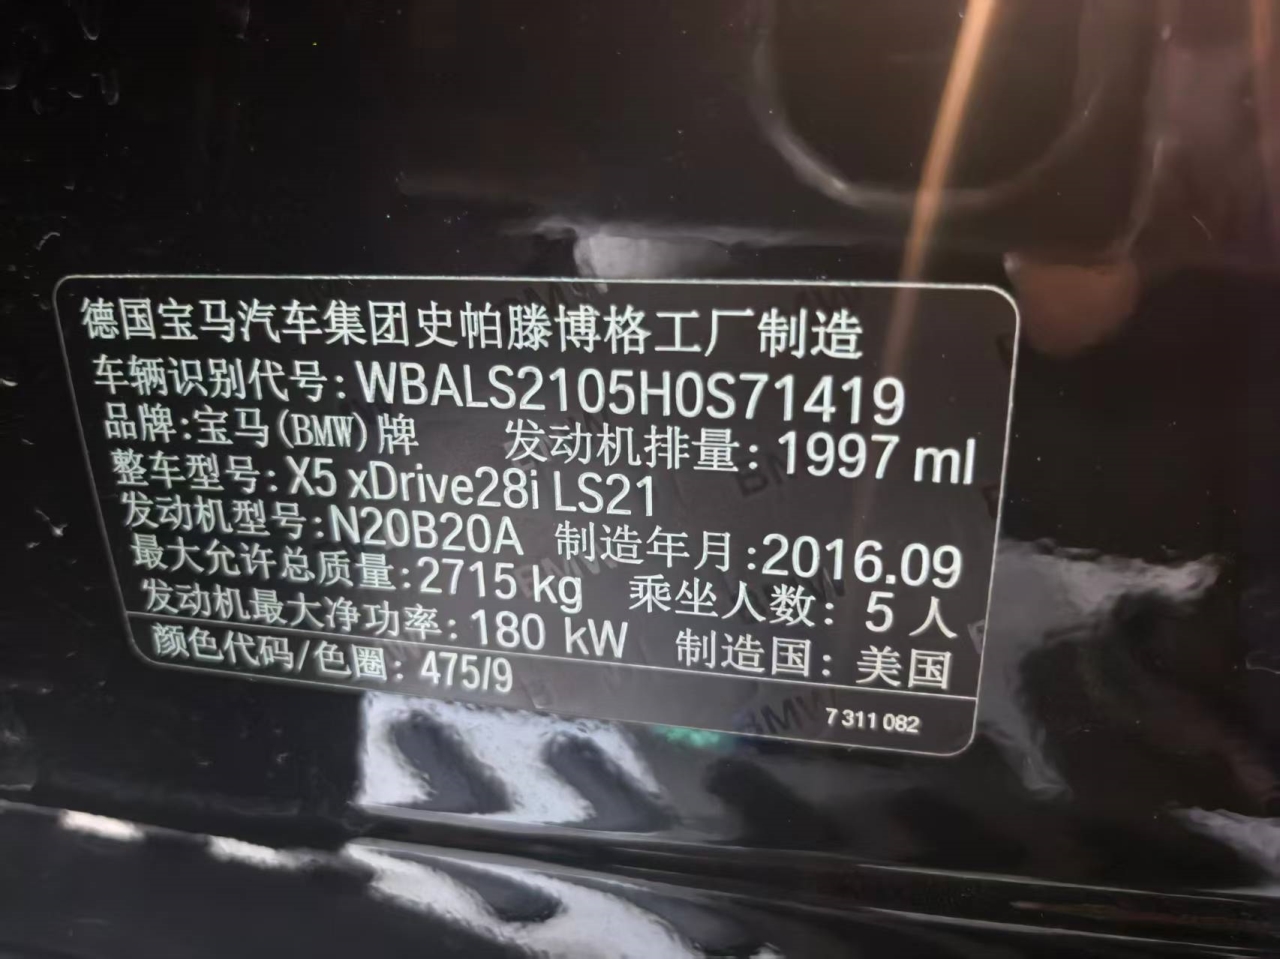 德国宝马汽车集团史帕滕博格工厂制造
车辆识别代号:WBALS2105H0S71419
品牌:宝马(BMW)牌 发动机排量:1997 ml
整车型号:X5 xDrive28i LS21
发动机型号:N20B20A 制造年月:2016.09
最大允许总质量:2715 kg 乘坐人数:5 人
发动机最大净功率:180 kW 制造国:美国
颜色代码/色圈:475/9
7 311 082